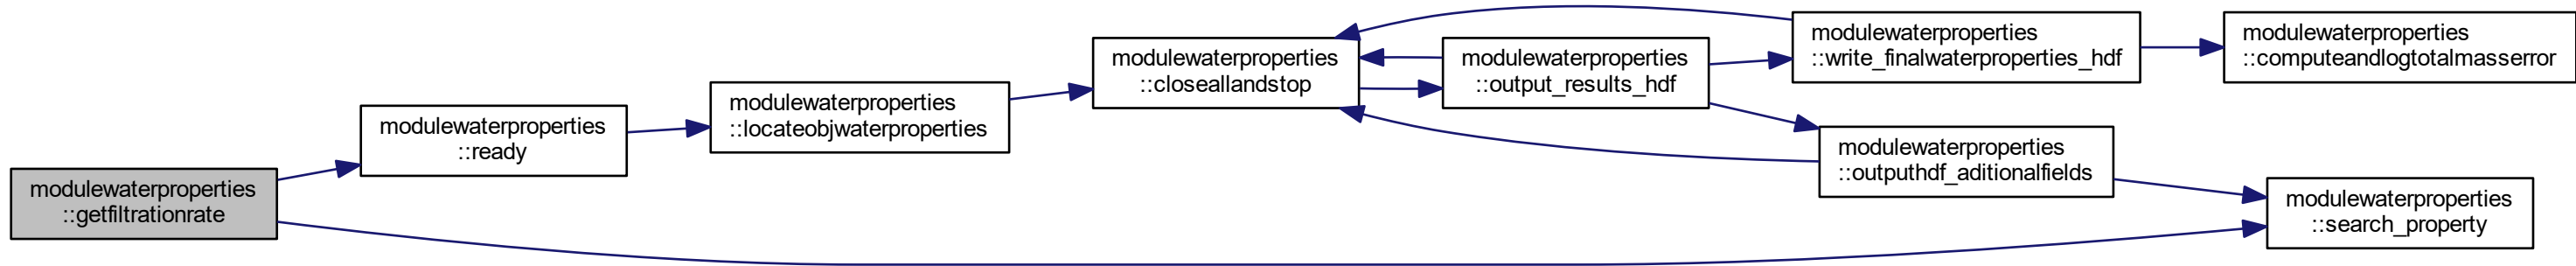 modulewaterproperties
::getfiltrationrate
modulewaterproperties
::ready
modulewaterproperties
::locateobjwaterproperties
modulewaterproperties
::closeallandstop
modulewaterproperties
::output_results_hdf
modulewaterproperties
::write_finalwaterproperties_hdf
modulewaterproperties
::computeandlogtotalmasserror
modulewaterproperties
::outputhdf_aditionalfields
modulewaterproperties
::search_property